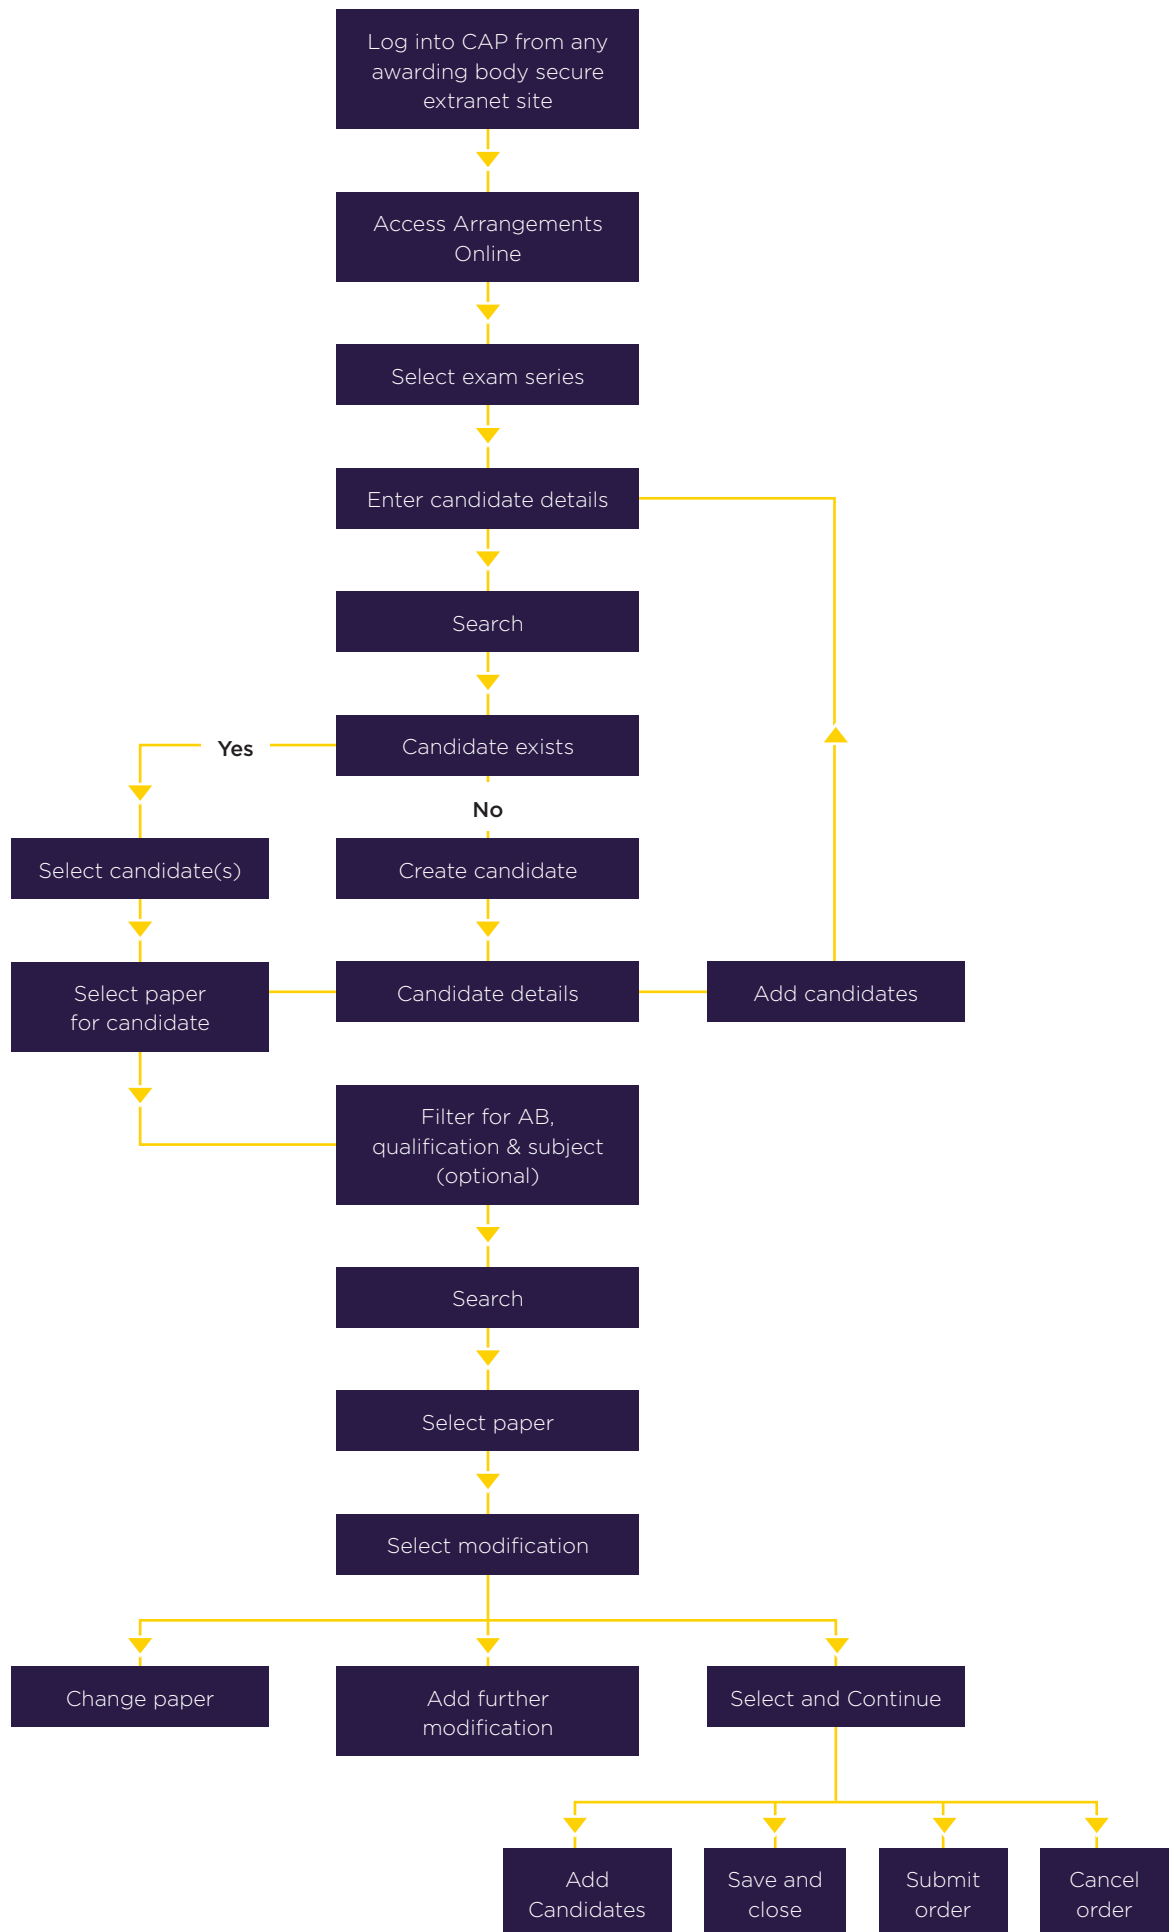 Log into CAP from any
awarding body secure
extranet site
Access Arrangements
Online
Select exam series
Enter candidate details
Search
Candidate exists
Yes
No
Select candidate(s)
Create candidate
Select paper
for candidate
Candidate details
Add candidates
Filter for AB,
qualification & subject
(optional)
Search
Select paper
Select modification
Change paper
Add further
modification
Select and Continue
Add
Candidates
Save and
close
Submit
order
Cancel
order